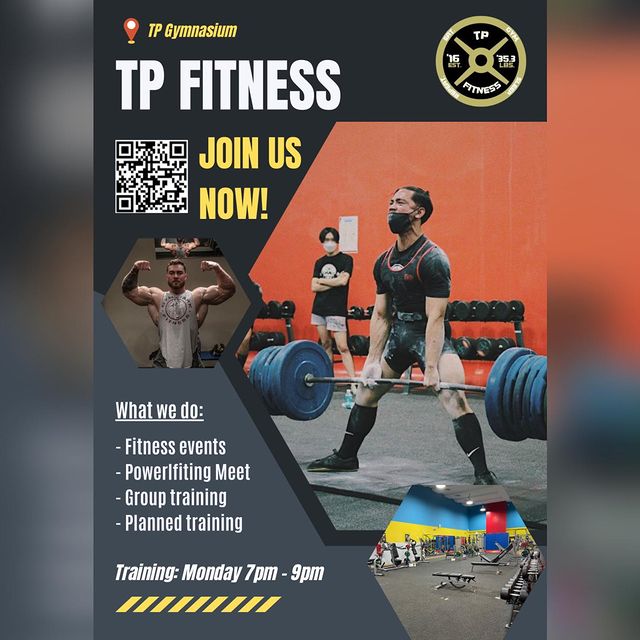 TP Gymnasium
TP FITNESS
TP
'16
EST.
'35.3
LBS.
FITNESS
JOIN US
NOW!
What we do:
- Fitness events
- Powerlfiting Meet
- Group training
- Planned training
Training: Monday 7pm - 9pm